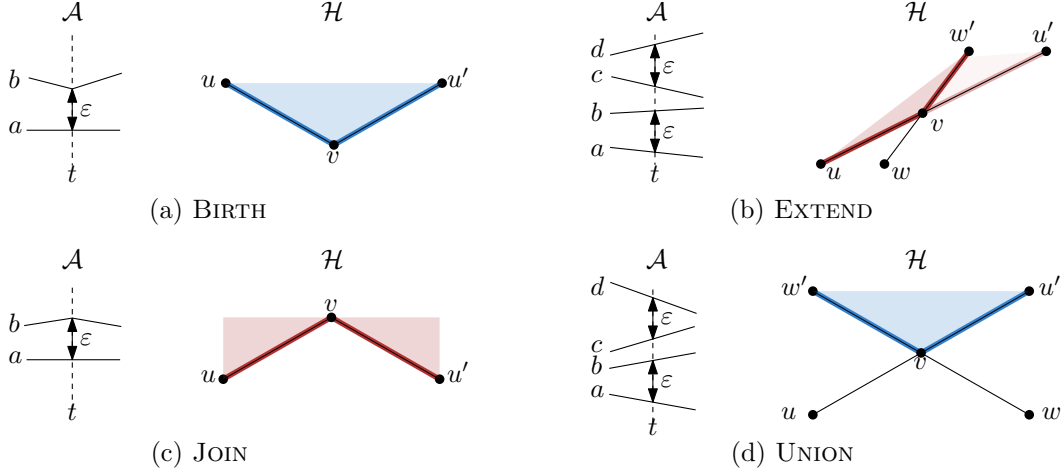 𝒜 ℋ
b
a
ε
t
u u′
v
(a) BIRTH
𝒜 ℋ
d
c
b
a
ε
ε
t
w′ u′
v
u w
(b) EXTEND
𝒜 ℋ
b
a
ε
t
v
u u′
(c) JOIN
𝒜 ℋ
d
c
b
a
ε
ε
t
w′ u′
v
u w
(d) UNION